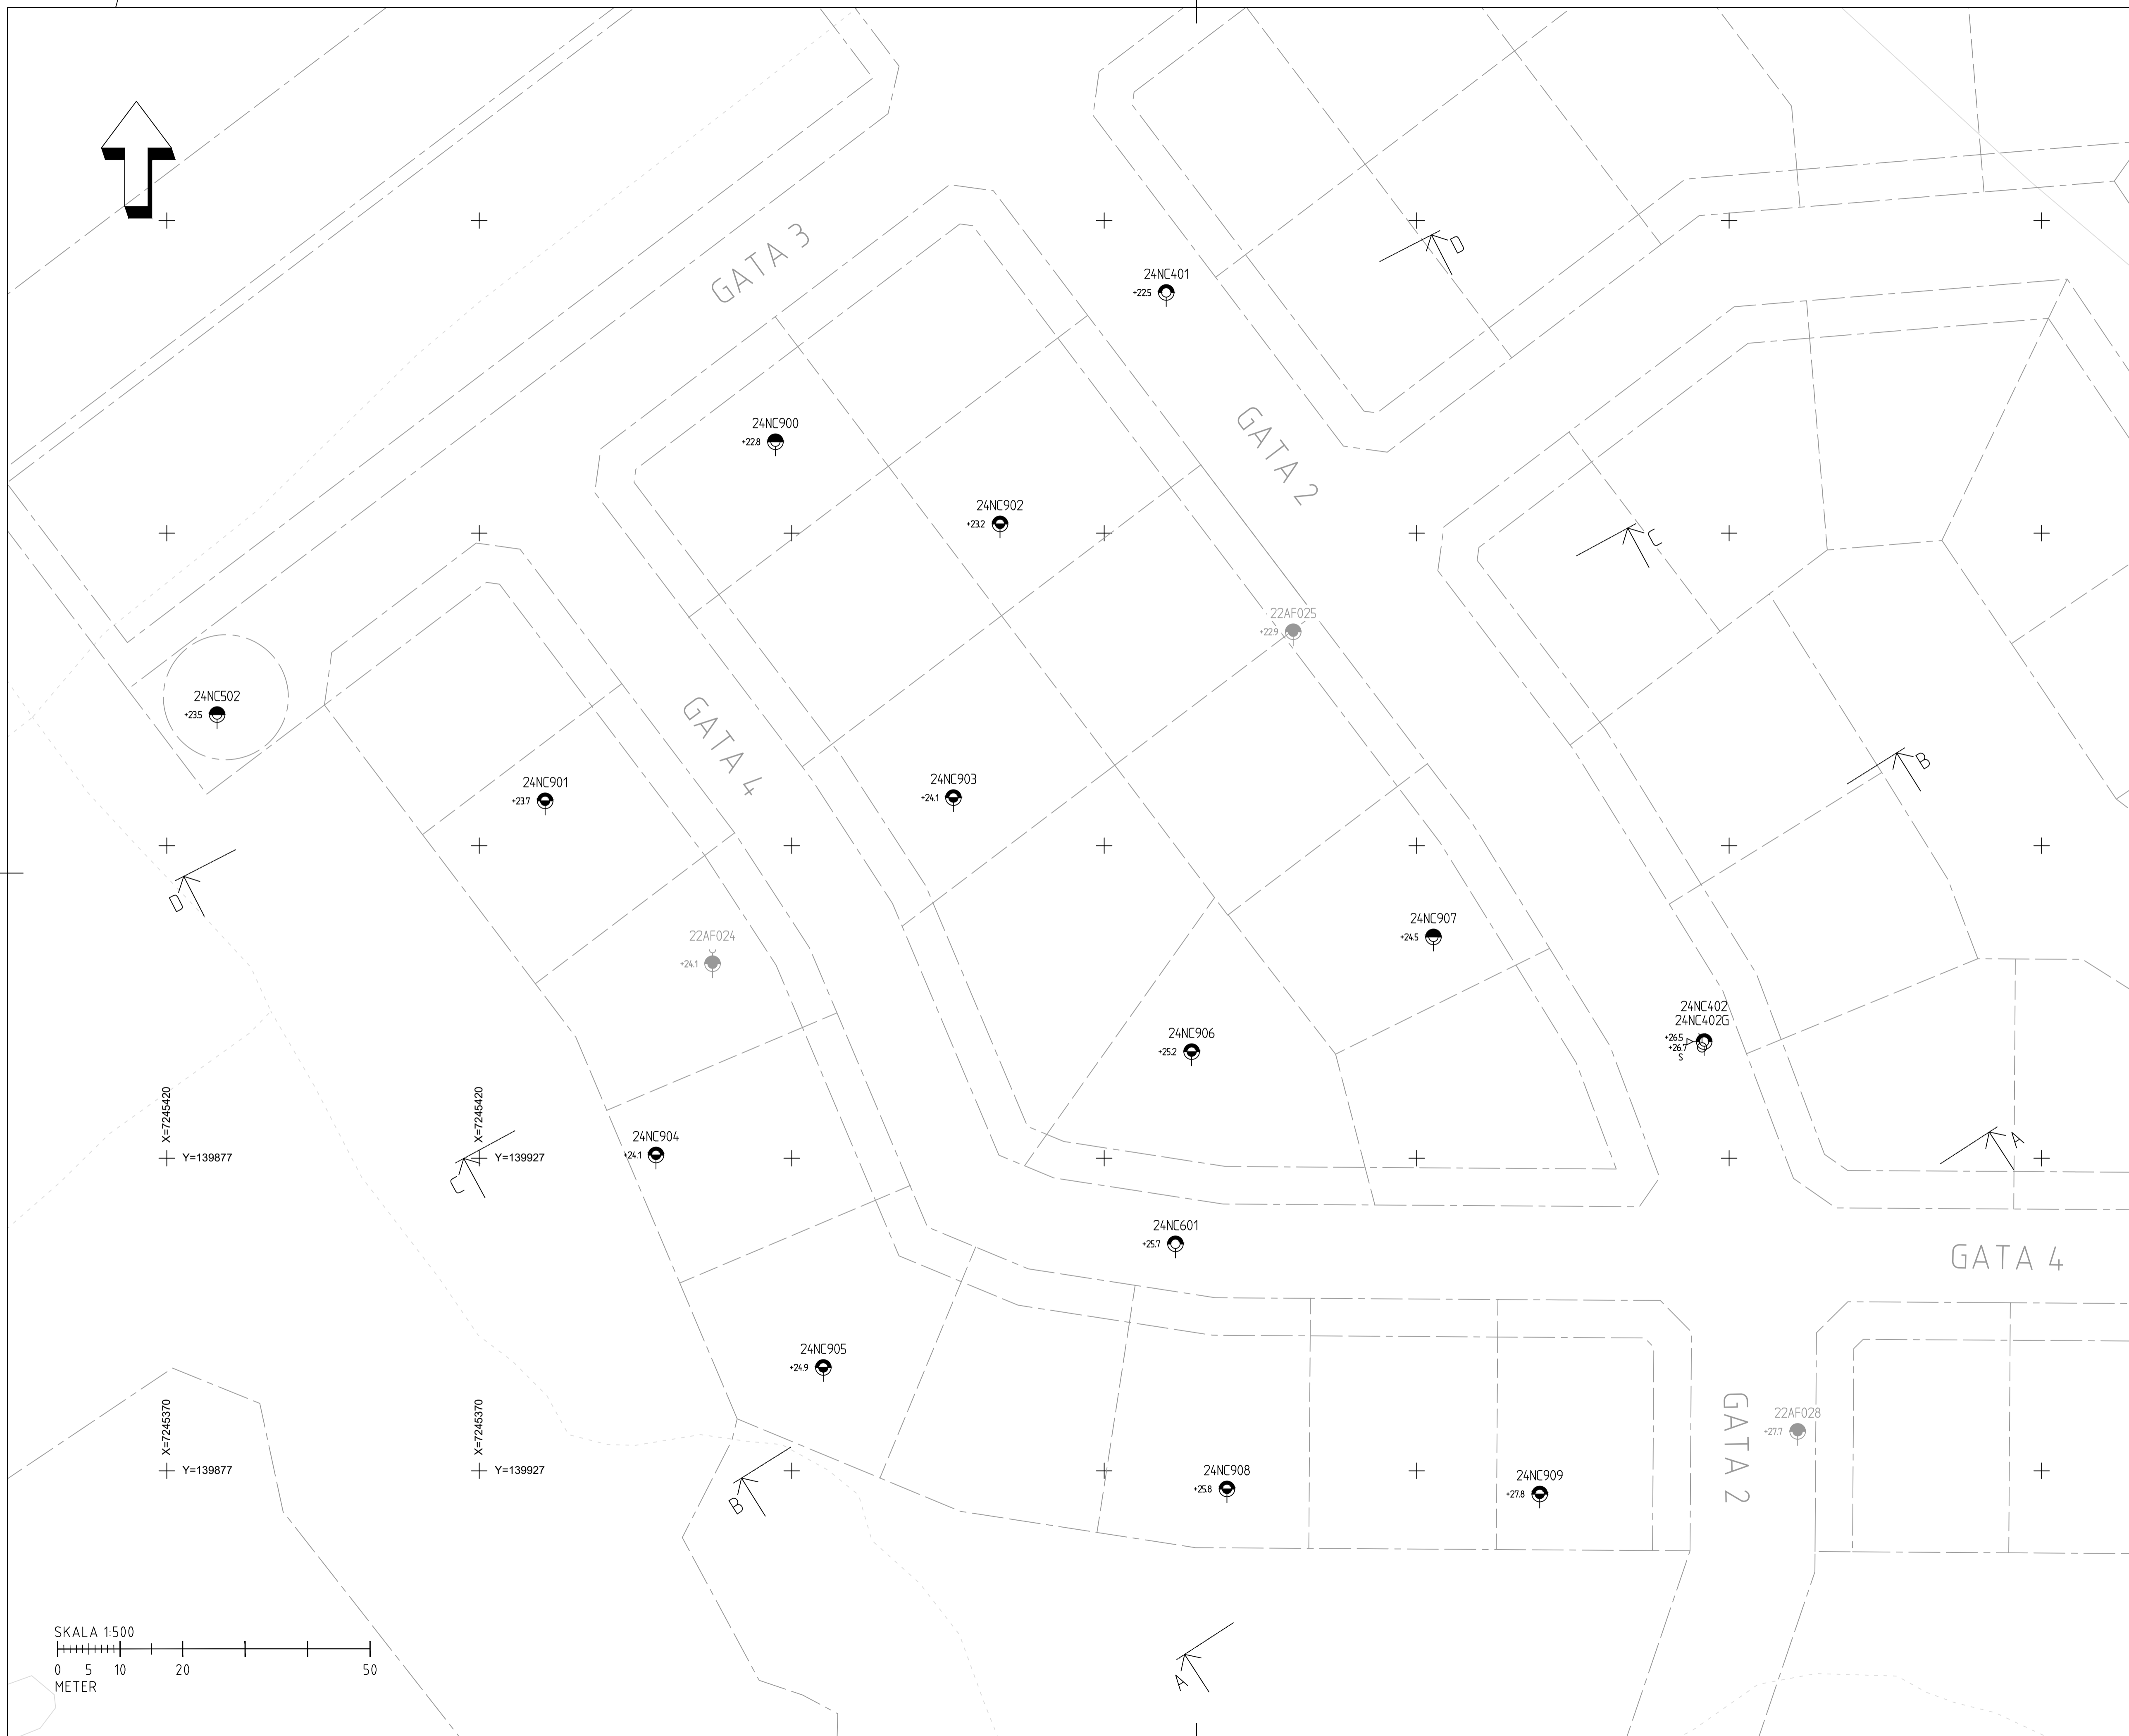 GATA 3
24NC401
+22.5
D
24NC900
+22.8
GATA 2
24NC902
+23.2
C
22AF025
+22.9
24NC502
+23.5
GATA 4
24NC901
+23.7
24NC903
+24.1
B
D
24NC907
+24.5
22AF024
+24.1
24NC402
24NC402G
+26.5
+26.7
S
24NC906
+25.2
X=7245420
Y=139877
X=7245420
Y=139927
24NC904
+24.1
A
C
24NC601
+25.7
GATA 4
24NC905
+24.9
X=7245370
Y=139877
X=7245370
Y=139927
GATA 2
22AF028
+27.7
B
24NC908
+25.8
24NC909
+27.8
A
SKALA 1:500
0 5 10 20 50
METER